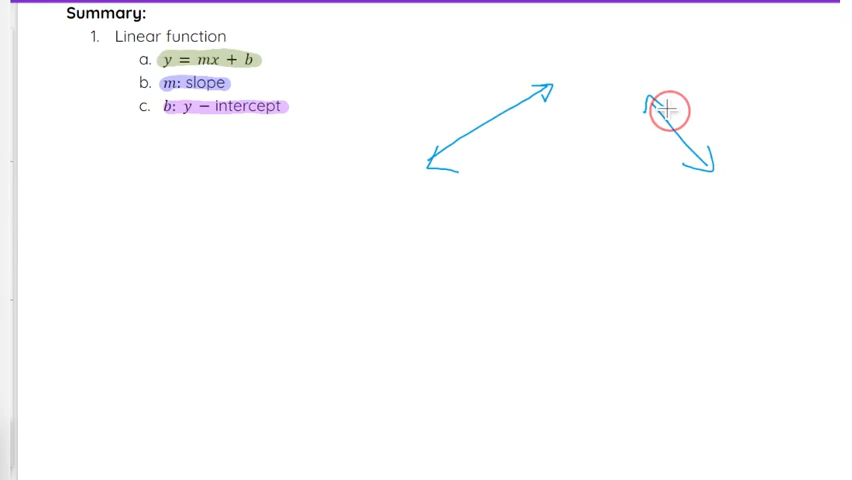 Summary:
1. Linear function
a. y = mx + b
b. m: slope
c. b: y − intercept